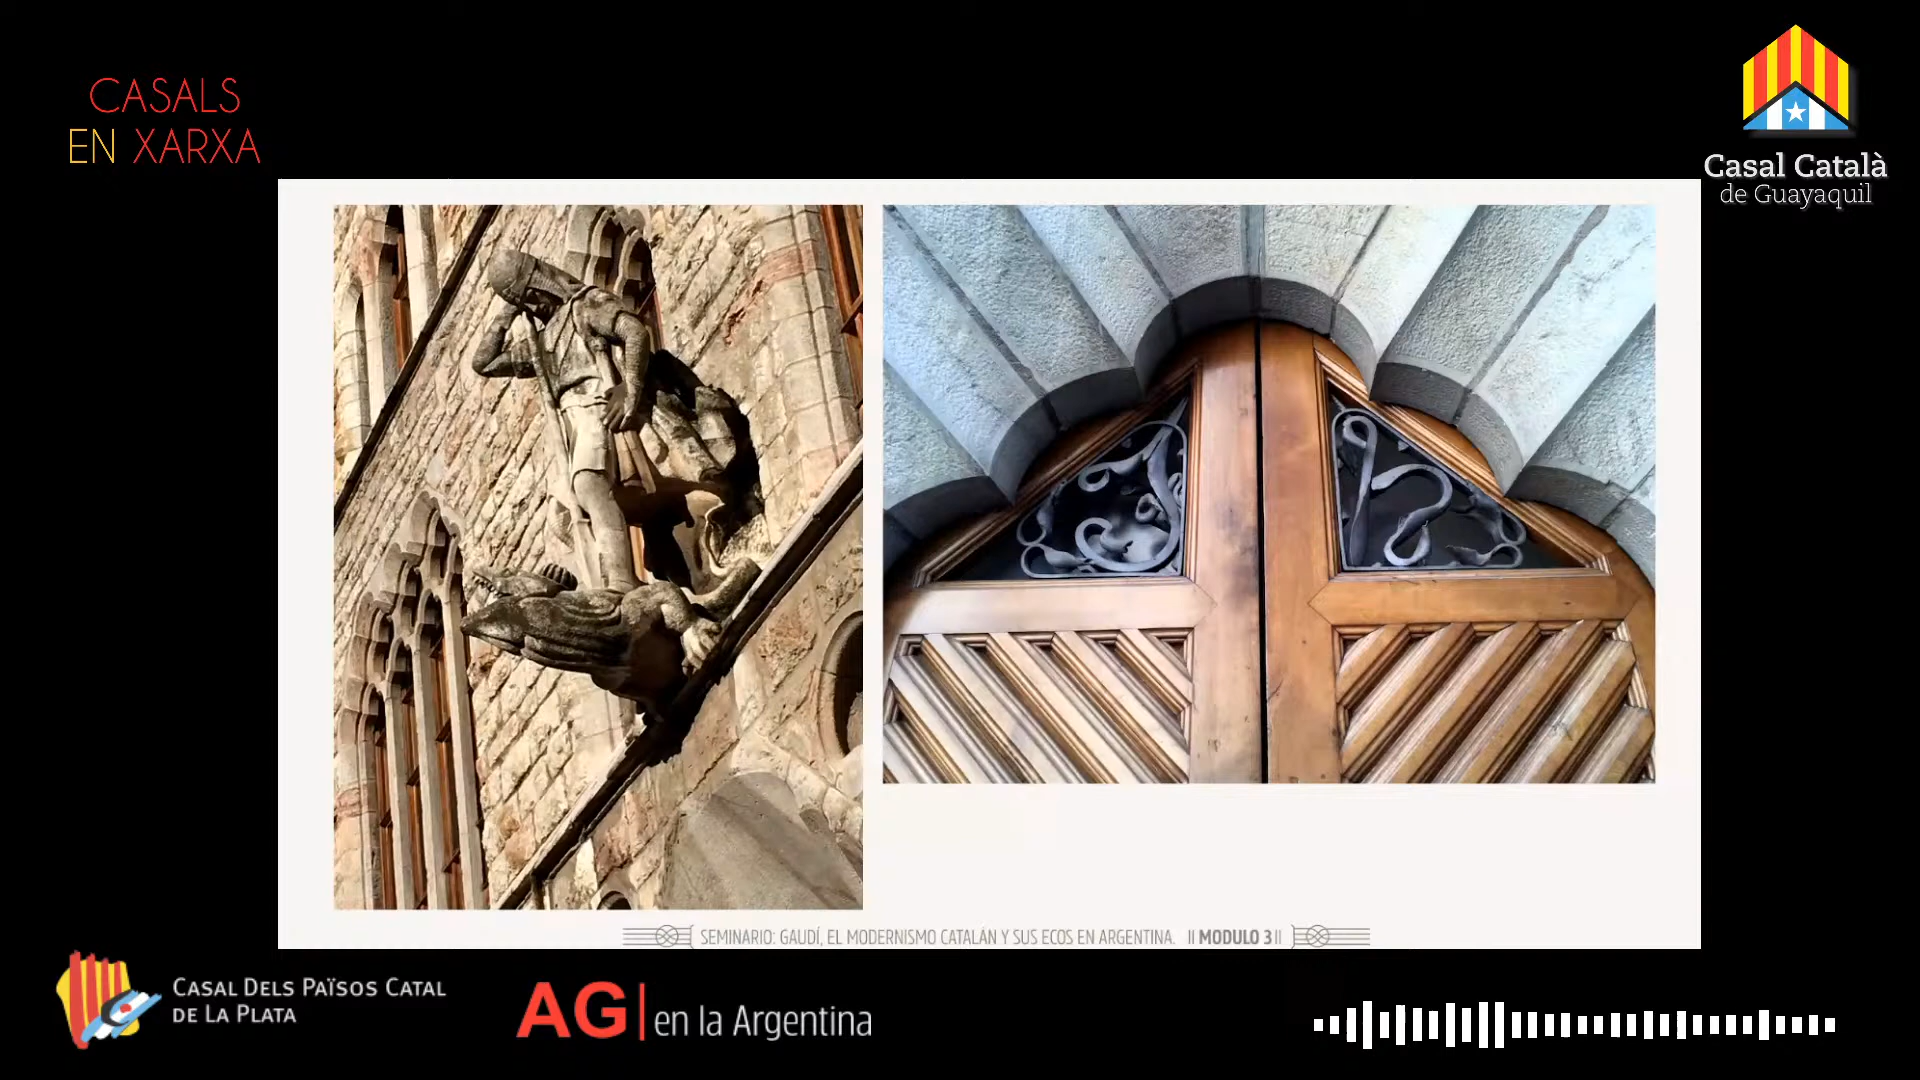 CASALS
EN XARXA
Casal Català
de Guayaquil
SEMINARIO: GAUDÍ, EL MODERNISMO CATALÁN Y SUS ECOS EN ARGENTINA. || MODULO 3 ||
CASAL DELS PAÏSOS CATAL
DE LA PLATA
AG | en la Argentina